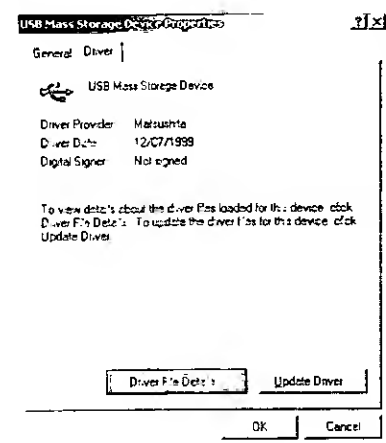 USB Mass Storage Device Properties ? ×
General Driver
USB Mass Storage Device
Driver Provider: Matsushita
Driver Date: 12/07/1999
Digital Signer: Not signed
To view details about the driver files loaded for this device, click
Driver File Details. To update the driver files for this device, click
Update Driver.
Driver File Details Update Driver
OK Cancel